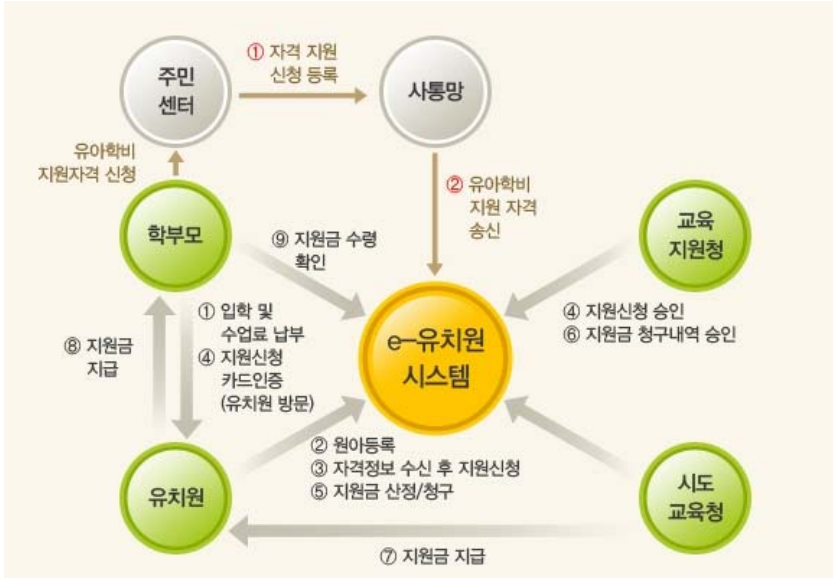 ① 자격 지원
신청 등록
주민
센터
사통망
유아학비
지원자격 신청
② 유아학비
지원 자격
송신
학부모
⑨ 지원금 수령
확인
교육
지원청
① 입학 및
수업료 납부
④ 지원신청
카드인증
(유치원 방문)
⑧ 지원금
지급
e-유치원
시스템
④ 지원신청 승인
⑥ 지원금 청구내역 승인
② 원아등록
③ 자격정보 수신 후 지원신청
⑤ 지원금 산정/청구
유치원
시도
교육청
⑦ 지원금 지급